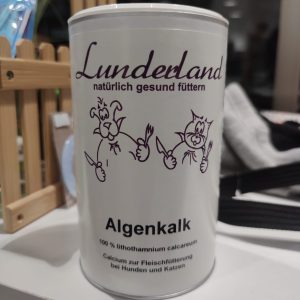 Lunderland
natürlich gesund füttern
Algenkalk
100 % lithothamnium calcareum
Calcium zur Fleischfütterung
bei Hunden und Katzen